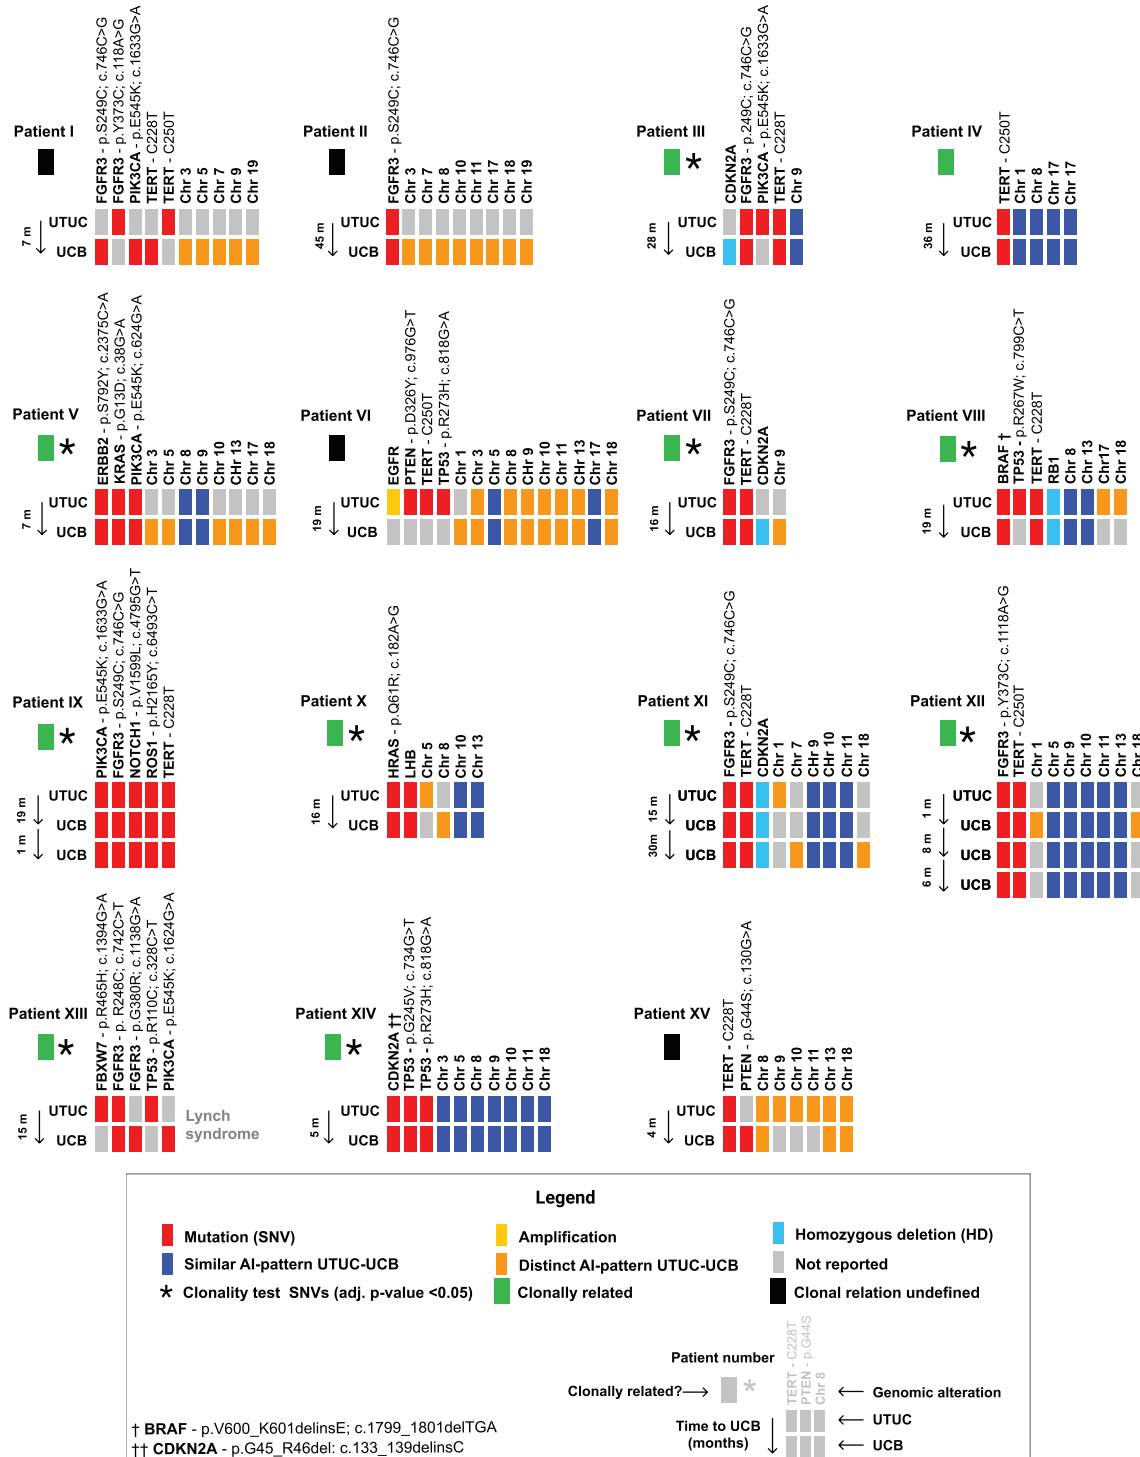 Patient I
FGFR3 - p.S249C; c.746C>G
FGFR3 - p.Y373C; c.118A>G
PIK3CA - p.E545K; c.1633G>A
TERT - C228T
TERT - C250T
Chr 3
Chr 5
Chr 7
Chr 9
Chr 19
7 m
UTUC
UCB
Patient II
FGFR3 - p.S249C; c.746C>G
Chr 3
Chr 7
Chr 8
Chr 10
Chr 11
Chr 17
Chr 18
Chr 19
45 m
UTUC
UCB
Patient III
*
CDKN2A
FGFR3 - p.249C; c.746C>G
PIK3CA - p.E545K; c.1633G>A
TERT - C228T
Chr 9
28 m
UTUC
UCB
Patient IV
TERT - C250T
Chr 1
Chr 8
Chr 17
Chr 17
36 m
UTUC
UCB
Patient V
*
ERBB2 - p.S792Y; c.2375C>A
KRAS - p.G13D; c.38G>A
PIK3CA - p.E545K; c.624G>A
Chr 3
Chr 5
Chr 8
Chr 9
Chr 10
CHr 13
Chr 17
Chr 18
7 m
UTUC
UCB
Patient VI
EGFR
PTEN - p.D326Y; c.976G>T
TERT - C250T
TP53 - p.R273H; c.818G>A
Chr 1
Chr 3
Chr 5
Chr 8
CHr 9
Chr 10
Chr 11
Chr 13
Chr 17
Chr 18
19 m
UTUC
UCB
Patient VII
*
FGFR3 - p.S249C; c.746C>G
TERT - C228T
CDKN2A
Chr 9
16 m
UTUC
UCB
Patient VIII
*
BRAF †
TP53 - p.R267W; c.799C>T
TERT - C228T
RB1
Chr 8
Chr 13
Chr17
Chr 18
19 m
UTUC
UCB
Patient IX
*
PIK3CA - p.E545K; c.1633G>A
FGFR3 - p.S249C; c.746C>G
NOTCH1 - p.V1599L; c.4795G>T
ROS1 - p.H2165Y; c.6493C>T
TERT - C228T
19 m
1 m
UTUC
UCB
UCB
Patient X
*
HRAS - p.Q61R; c.182A>G
LHB
Chr 5
Chr 8
Chr 10
Chr 13
16 m
UTUC
UCB
Patient XI
*
FGFR3 - p.S249C; c.746C>G
TERT - C228T
CDKN2A
Chr 1
Chr 7
CHr 9
CHr 10
Chr 11
Chr 18
15 m
30m
UTUC
UCB
UCB
Patient XII
*
FGFR3 - p.Y373C; c.1118A>G
TERT - C250T
Chr 1
Chr 5
Chr 9
Chr 10
Chr 11
Chr 13
Chr 18
1 m
8 m
6 m
UTUC
UCB
UCB
UCB
Patient XIII
*
FBXW7 - p.R465H; c.1394G>A
FGFR3 - p. R248C; c.742C>T
FGFR3 - p.G380R; c.1138G>A
TP53 - p.R110C; c.328C>T
PIK3CA - p.E545K; c.1624G>A
15 m
UTUC
UCB
Lynch
syndrome
Patient XIV
*
CDKN2A ††
TP53 - p.G245V; c.734G>T
TP53 - p.R273H; c.818G>A
Chr 3
Chr 5
Chr 8
Chr 9
Chr 10
Chr 11
Chr 18
5 m
UTUC
UCB
Patient XV
TERT - C228T
PTEN - p.G44S; c.130G>A
Chr 8
Chr 9
Chr 10
Chr 11
Chr 13
Chr 18
4 m
UTUC
UCB
Legend
Mutation (SNV)
Amplification
Homozygous deletion (HD)
Similar AI-pattern UTUC-UCB
Distinct AI-pattern UTUC-UCB
Not reported
* Clonality test SNVs (adj. p-value <0.05)
Clonally related
Clonal relation undefined
Patient number
Clonally related?
*
TERT - C228T
PTEN - p.G44S
Chr 8
Genomic alteration
Time to UCB
(months)
UTUC
UCB
† BRAF - p.V600_K601delinsE; c.1799_1801delTGA
†† CDKN2A - p.G45_R46del: c.133_139delinsC